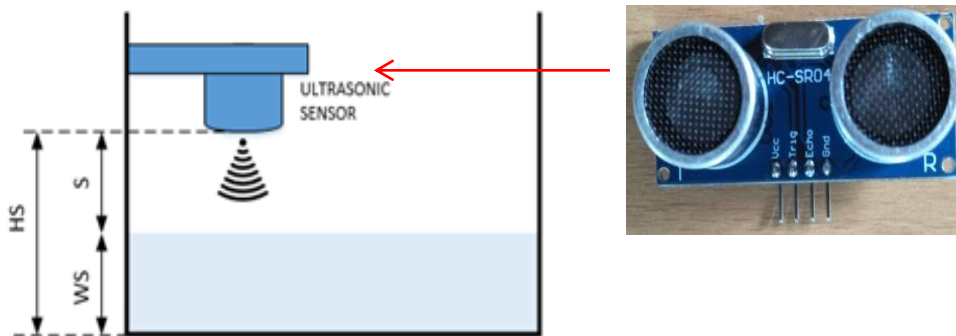 ULTRASONIC
SENSOR
HS
S
WS
HC-SR04
Vcc
Trig
Echo
Gnd
T
R